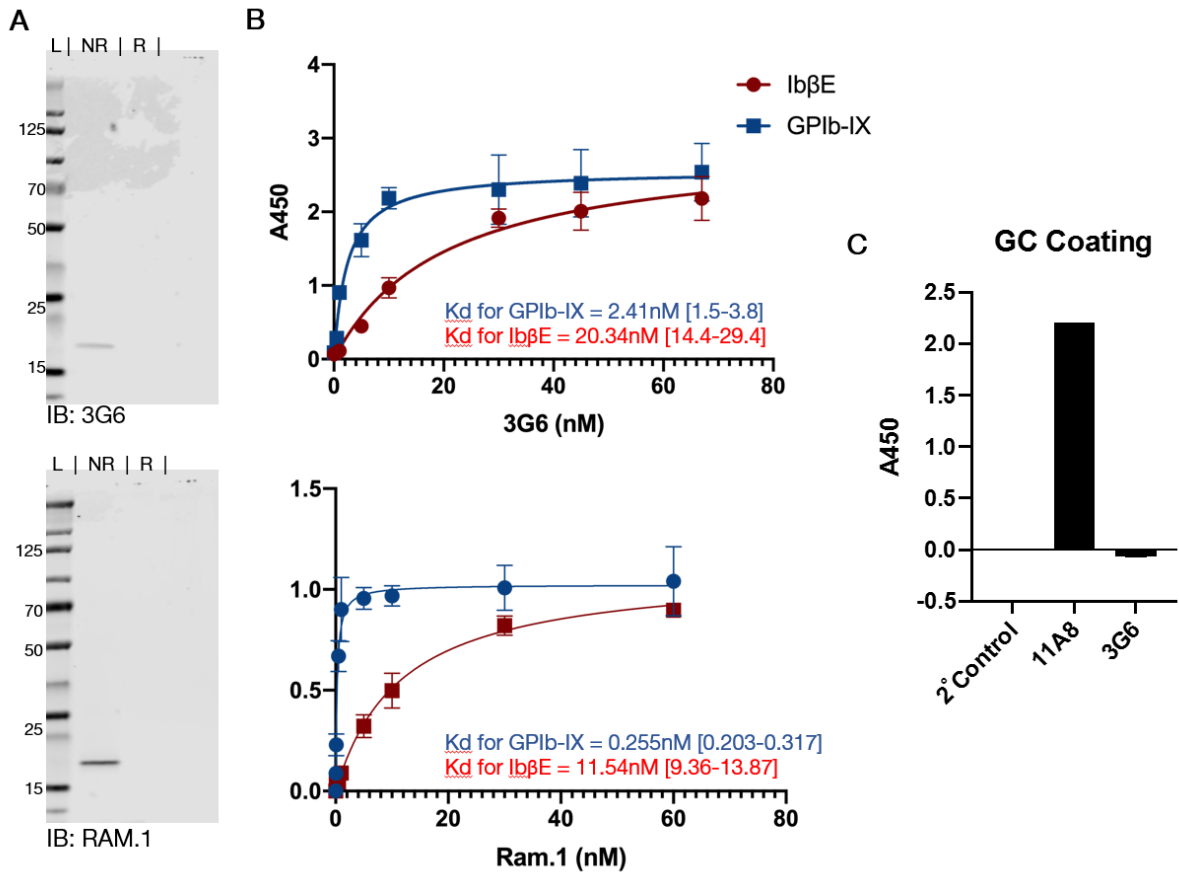 A
L | NR | R |
125
70
50
25
15
IB: 3G6
L | NR | R |
125
70
50
25
15
IB: RAM.1
B
IbβE
GPIb-IX
A450
4
3
2
1
0
Kd for GPIb-IX = 2.41nM [1.5-3.8]
Kd for IbβE = 20.34nM [14.4-29.4]
0 20 40 60 80
3G6 (nM)
1.5
1.0
0.5
0.0
Kd for GPIb-IX = 0.255nM [0.203-0.317]
Kd for IbβE = 11.54nM [9.36-13.87]
0 20 40 60 80
Ram.1 (nM)
C
GC Coating
A450
2.5
2.0
1.5
1.0
0.5
0.0
-0.5
2°Control
11A8
3G6